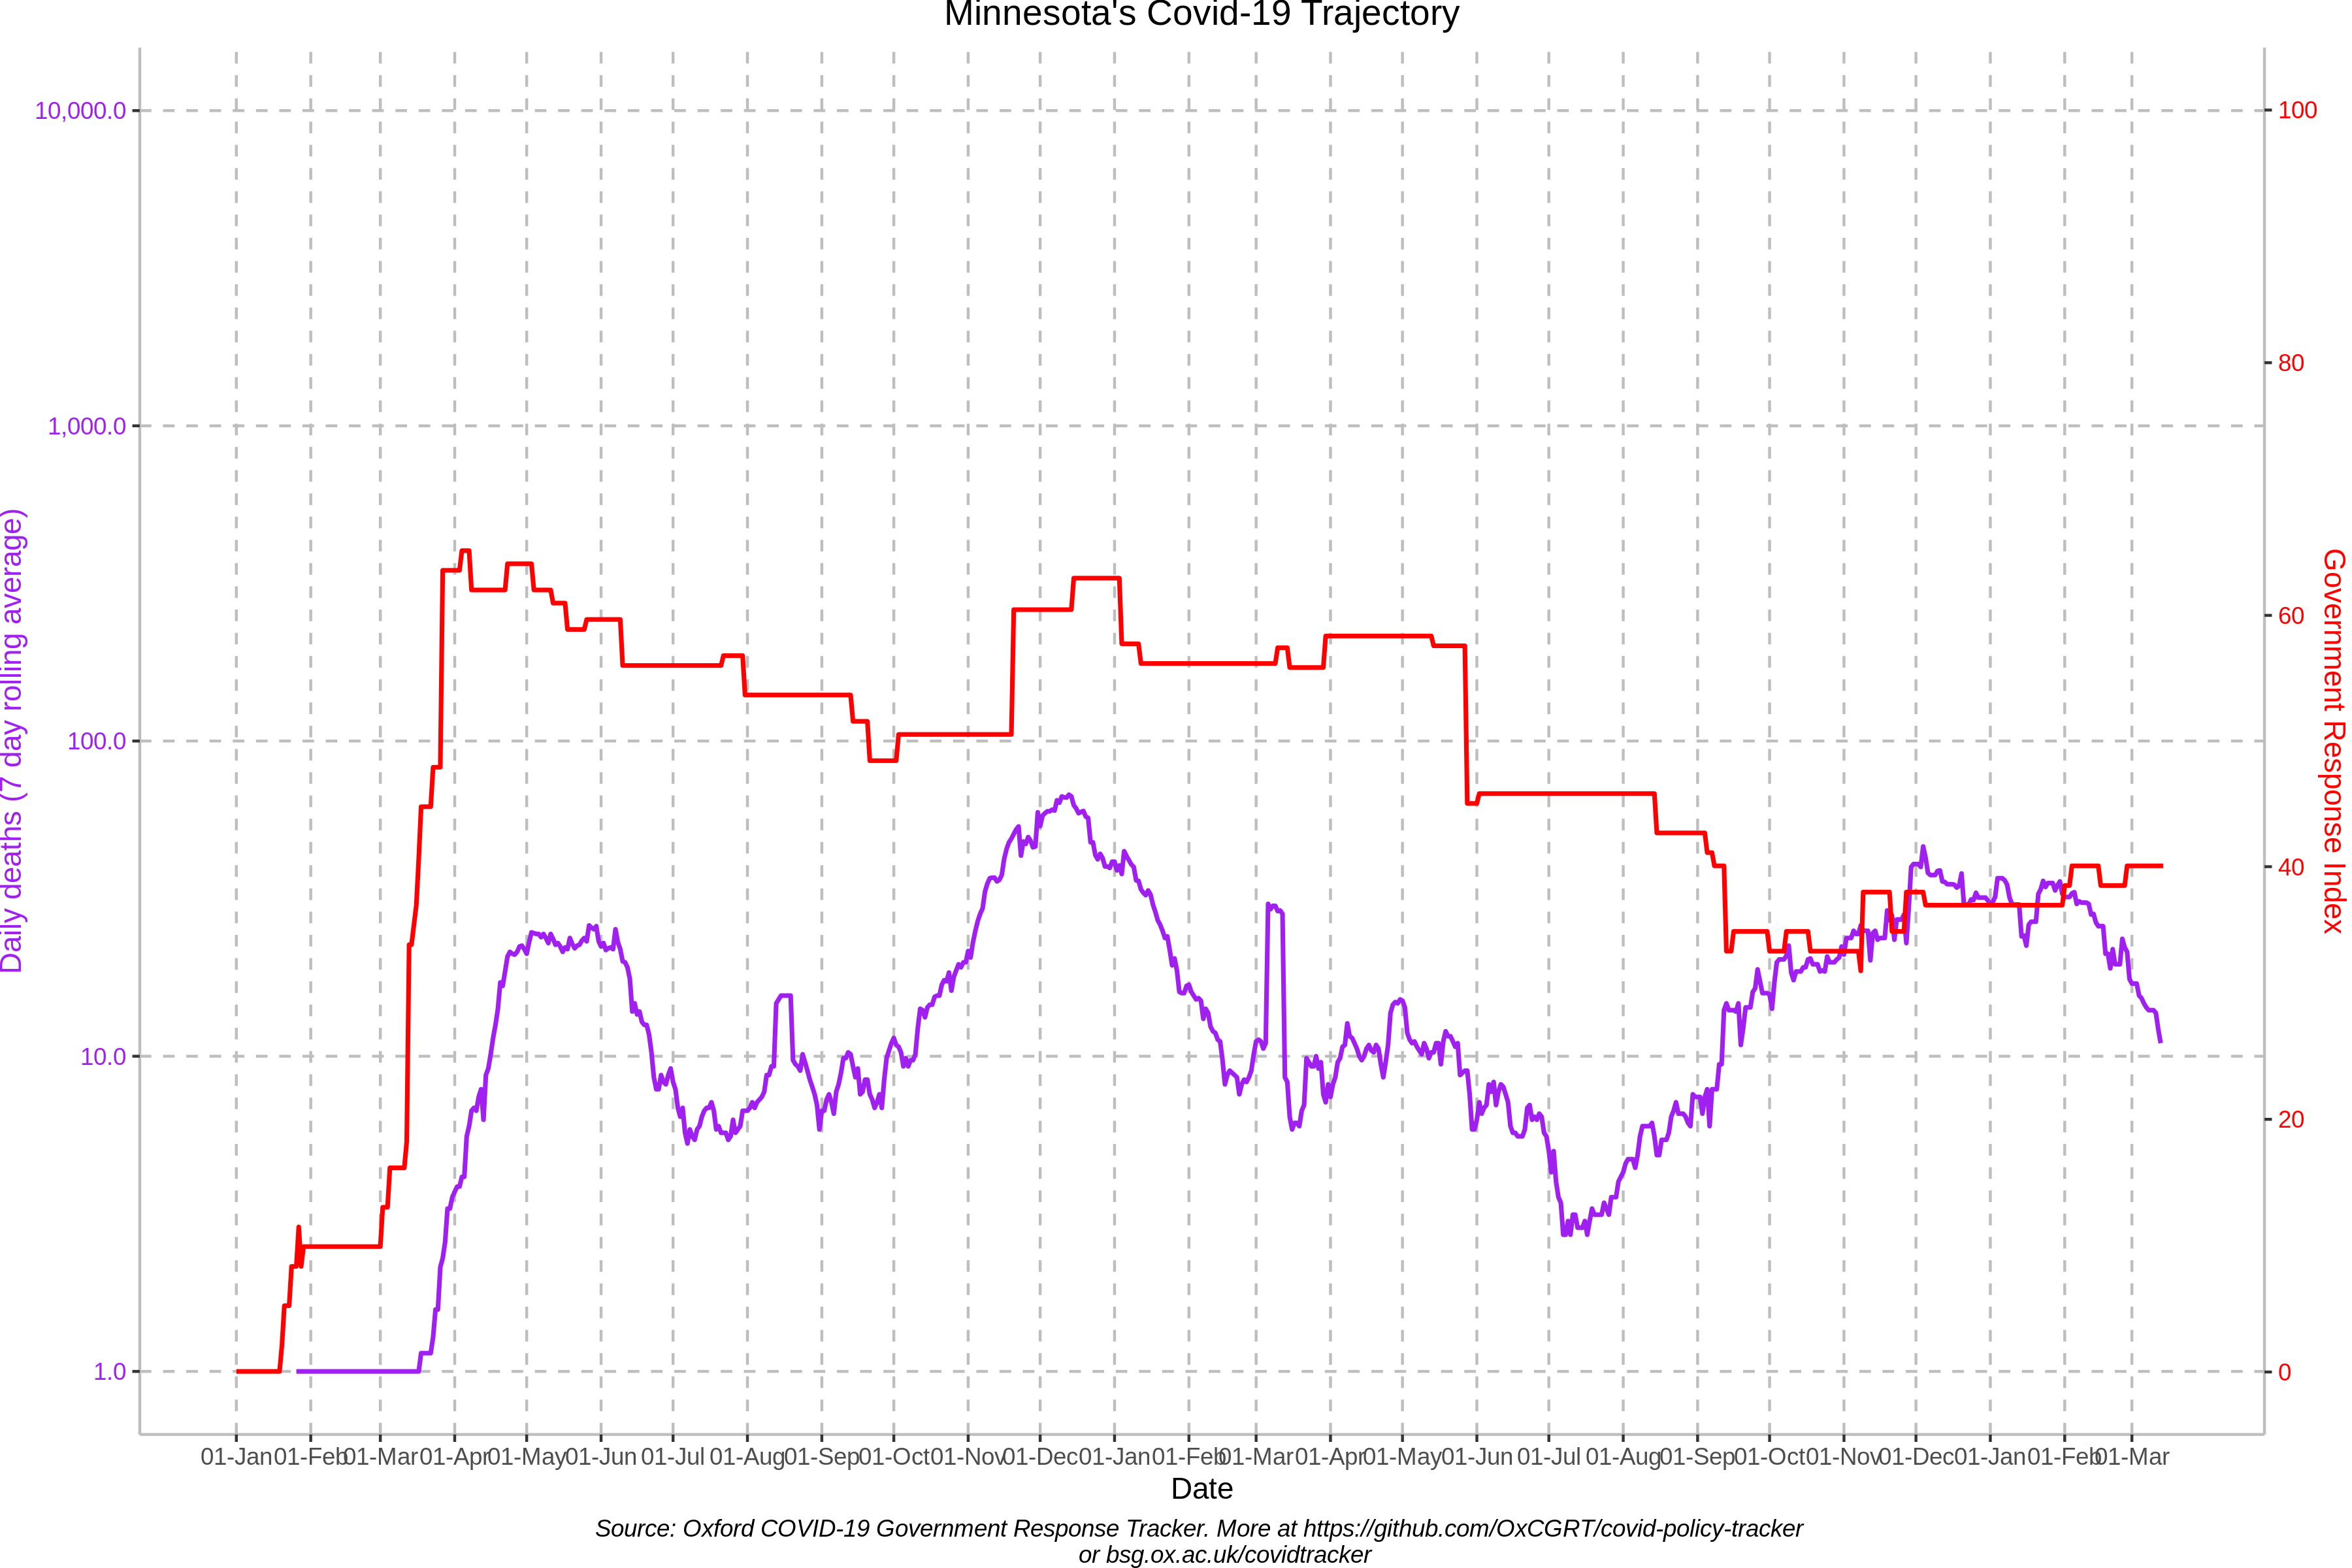 Minnesota's Covid-19 Trajectory
10,000.0
1,000.0
100.0
10.0
1.0
Daily deaths (7 day rolling average)
100
80
60
40
20
0
Government Response Index
01-Jan 01-Feb 01-Mar 01-Apr 01-May 01-Jun 01-Jul 01-Aug 01-Sep 01-Oct 01-Nov 01-Dec 01-Jan 01-Feb 01-Mar 01-Apr 01-May 01-Jun 01-Jul 01-Aug 01-Sep 01-Oct 01-Nov 01-Dec 01-Jan 01-Feb 01-Mar
Date
Source: Oxford COVID-19 Government Response Tracker. More at https://github.com/OxCGRT/covid-policy-tracker
or bsg.ox.ac.uk/covidtracker